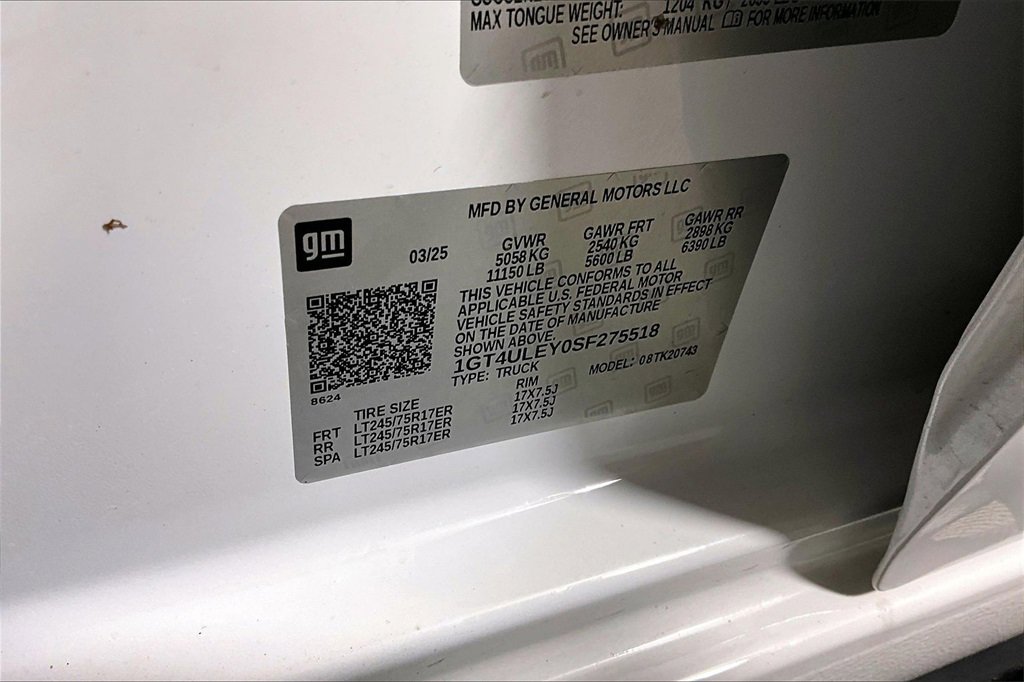 MAX TONGUE WEIGHT: 1204 KG
SEE OWNER'S MANUAL FOR MORE INFORMATION
gm
MFD BY GENERAL MOTORS LLC
03/25
GVWR GAWR FRT GAWR RR
5058 KG 2540 KG 2898 KG
11150 LB 5600 LB 6390 LB
THIS VEHICLE CONFORMS TO ALL
APPLICABLE U.S. FEDERAL MOTOR
VEHICLE SAFETY STANDARDS IN EFFECT
ON THE DATE OF MANUFACTURE
SHOWN ABOVE.
1GT4ULEY0SF275518
TYPE: TRUCK MODEL: 08TK20743
8624
TIRE SIZE RIM
FRT LT245/75R17ER 17X7.5J
RR LT245/75R17ER 17X7.5J
SPA LT245/75R17ER 17X7.5J